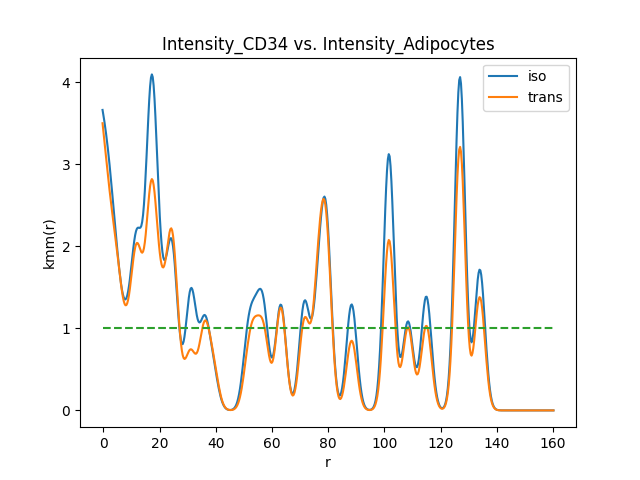 Intensity_CD34 vs. Intensity_Adipocytes
iso
trans
kmm(r)
4
3
2
1
0
0 20 40 60 80 100 120 140 160
r